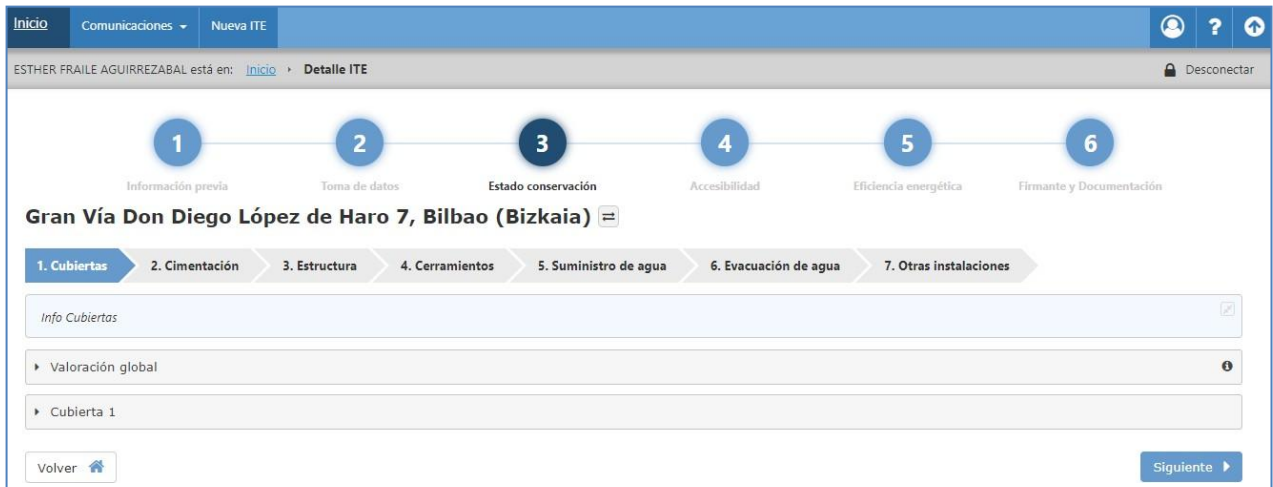 Inicio Comunicaciones Nueva ITE ?
ESTHER FRAILE AGUIRREZABAL está en: Inicio Detalle ITE Desconectar
1 2 3 4 5 6
Información previa Toma de datos Estado conservación Accesibilidad Eficiencia energética Firmante y Documentación
Gran Vía Don Diego López de Haro 7, Bilbao (Bizkaia)
1. Cubiertas 2. Cimentación 3. Estructura 4. Cerramientos 5. Suministro de agua 6. Evacuación de agua 7. Otras instalaciones
Info Cubiertas
Valoración global
Cubierta 1
Volver Siguiente